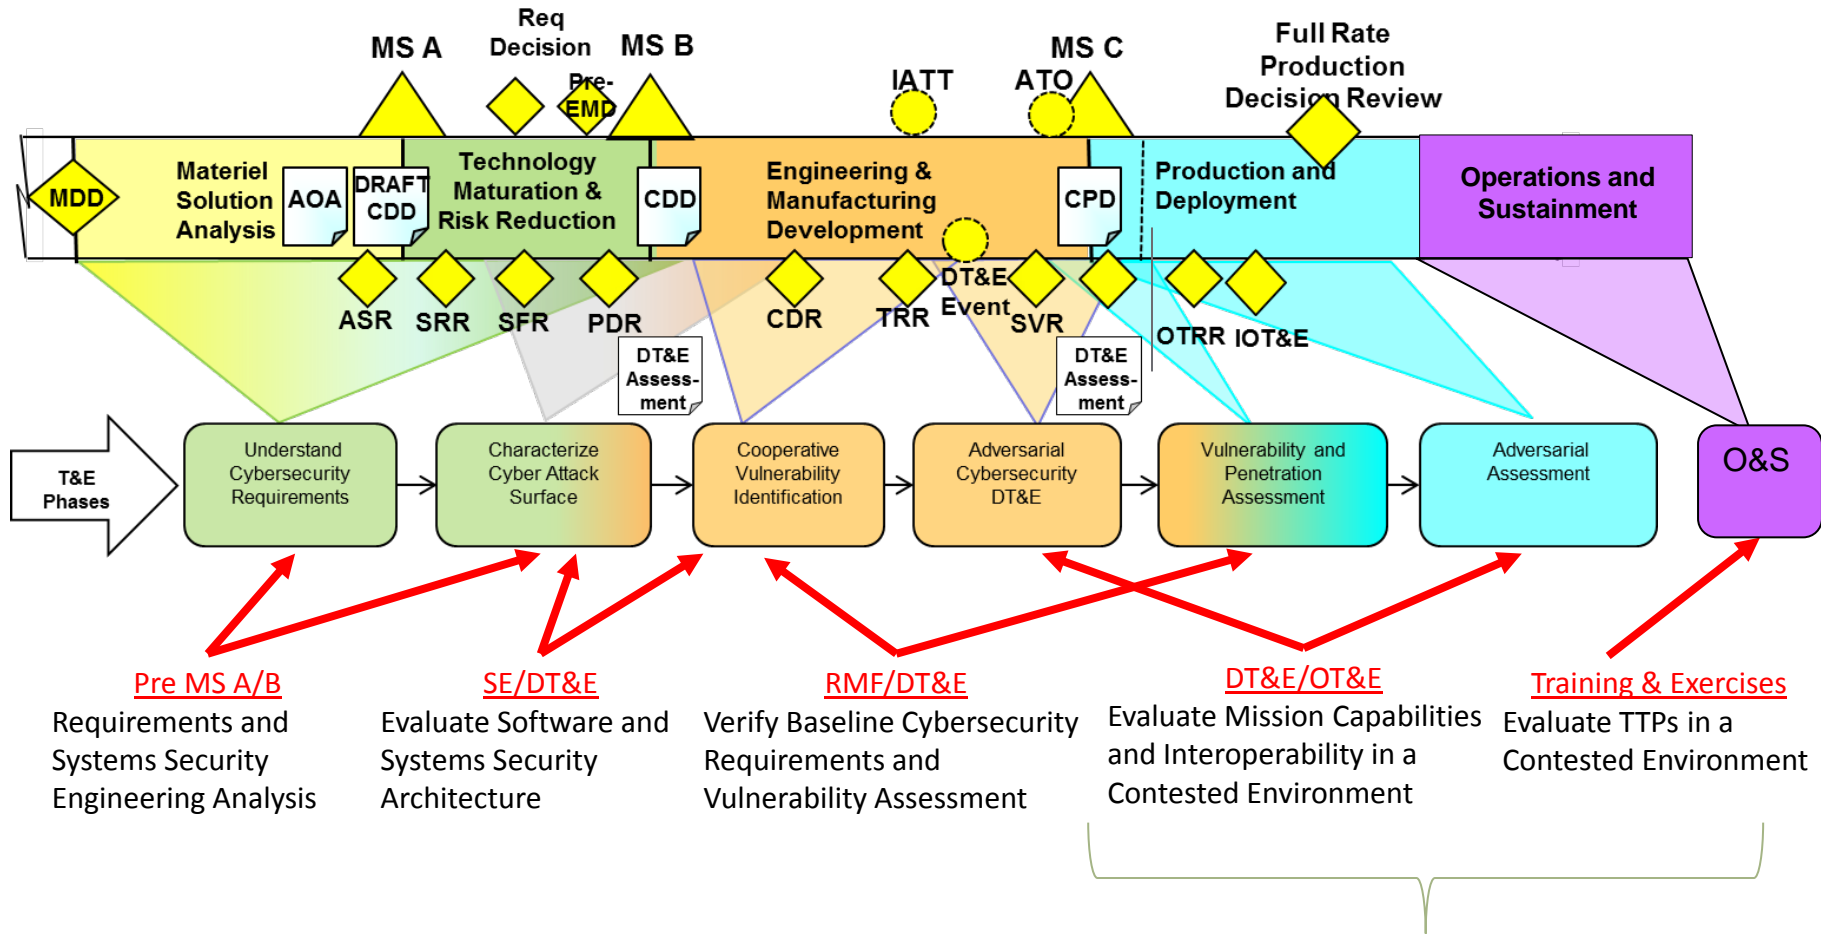 Req
Decision
MS A
MS B
Pre-
EMD
IATT
ATO
MS C
Full Rate
Production
Decision Review
MDD
Materiel
Solution
Analysis
AOA
DRAFT
CDD
Technology
Maturation &
Risk Reduction
CDD
Engineering &
Manufacturing
Development
CPD
Production and
Deployment
Operations and
Sustainment
ASR
SRR
SFR
PDR
CDR
TRR
DT&E
Event
SVR
OTRR
IOT&E
DT&E
Assess-
ment
DT&E
Assess-
ment
T&E
Phases
Understand
Cybersecurity
Requirements
Characterize
Cyber Attack
Surface
Cooperative
Vulnerability
Identification
Adversarial
Cybersecurity
DT&E
Vulnerability and
Penetration
Assessment
Adversarial
Assessment
O&S
Pre MS A/B
Requirements and
Systems Security
Engineering Analysis
SE/DT&E
Evaluate Software and
Systems Security
Architecture
RMF/DT&E
Verify Baseline Cybersecurity
Requirements and
Vulnerability Assessment
DT&E/OT&E
Evaluate Mission Capabilities
and Interoperability in a
Contested Environment
Training & Exercises
Evaluate TTPs in a
Contested Environment